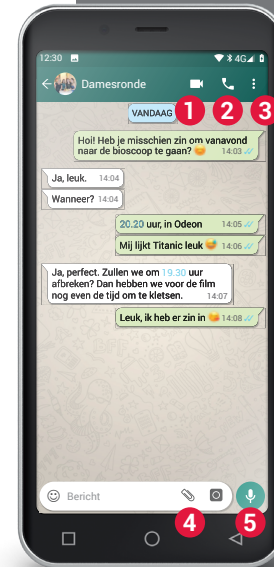 12:30 4G
Damesronde
VANDAAG
1 2 3
Hoi! Heb je misschien zin om vanavond
naar de bioscoop te gaan? 😊 14:03
Ja, leuk. 14:04
Wanneer? 14:04
20.20 uur, in Odeon 14:05
Mij lijkt Titanic leuk 😍 14:06
Ja, perfect. Zullen we om 19.30 uur
afbreken? Dan hebben we voor de film
nog even de tijd om te kletsen. 14:07
Leuk, ik heb er zin in 😘 14:08
Bericht
4 5